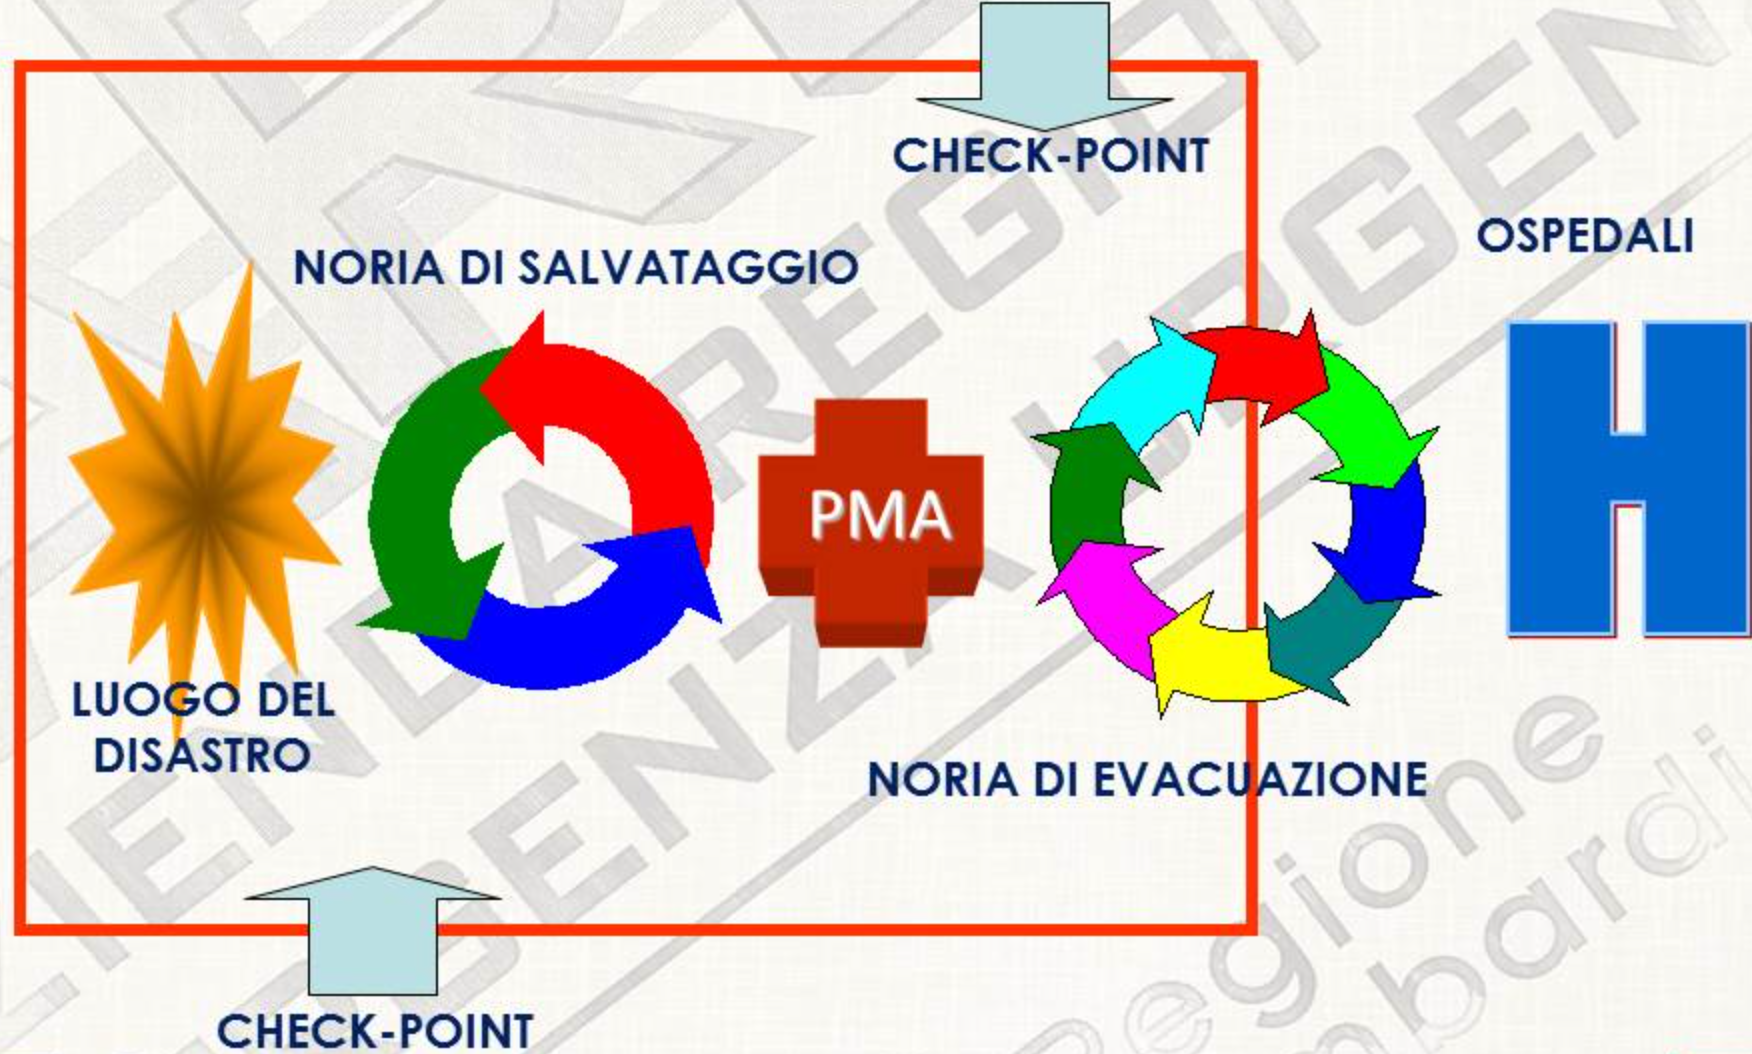 CHECK-POINT
OSPEDALI
NORIA DI SALVATAGGIO
PMA
LUOGO DEL
DISASTRO
NORIA DI EVACUAZIONE
CHECK-POINT
H